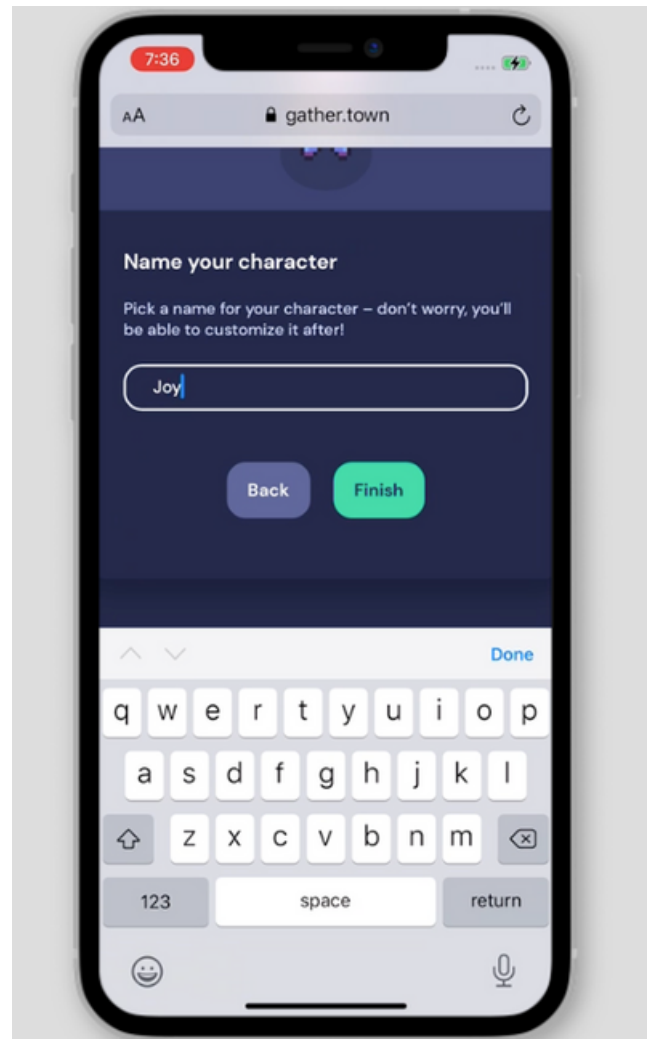 7:36
AA gather.town
Name your character
Pick a name for your character – don’t worry, you’ll
be able to customize it after!
Joy
Back Finish
Done
q w e r t y u i o p
a s d f g h j k l
z x c v b n m
123 space return